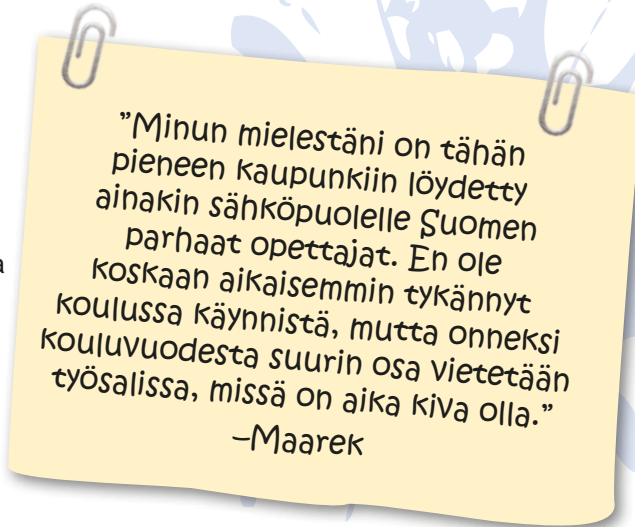 "Minun mielestäni on tähän
pieneen kaupunkiin löydetty
ainakin sähköpuolelle Suomen
parhaat opettajat. En ole
koskaan aikaisemmin tykännyt
koulussa käynnistä, mutta onneksi
kouluvuodesta suurin osa vietetään
työsalissa, missä on aika kiva olla."
–Maarek
a